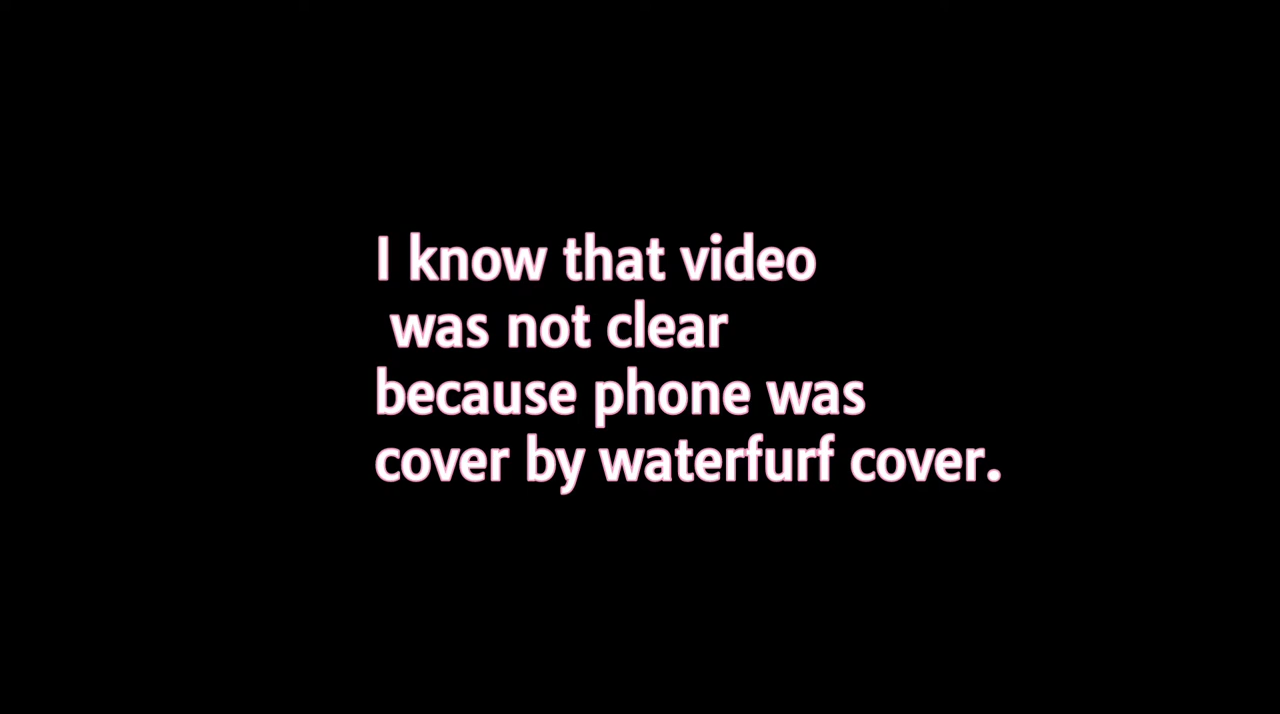 I know that video
was not clear
because phone was
cover by waterfurf cover.